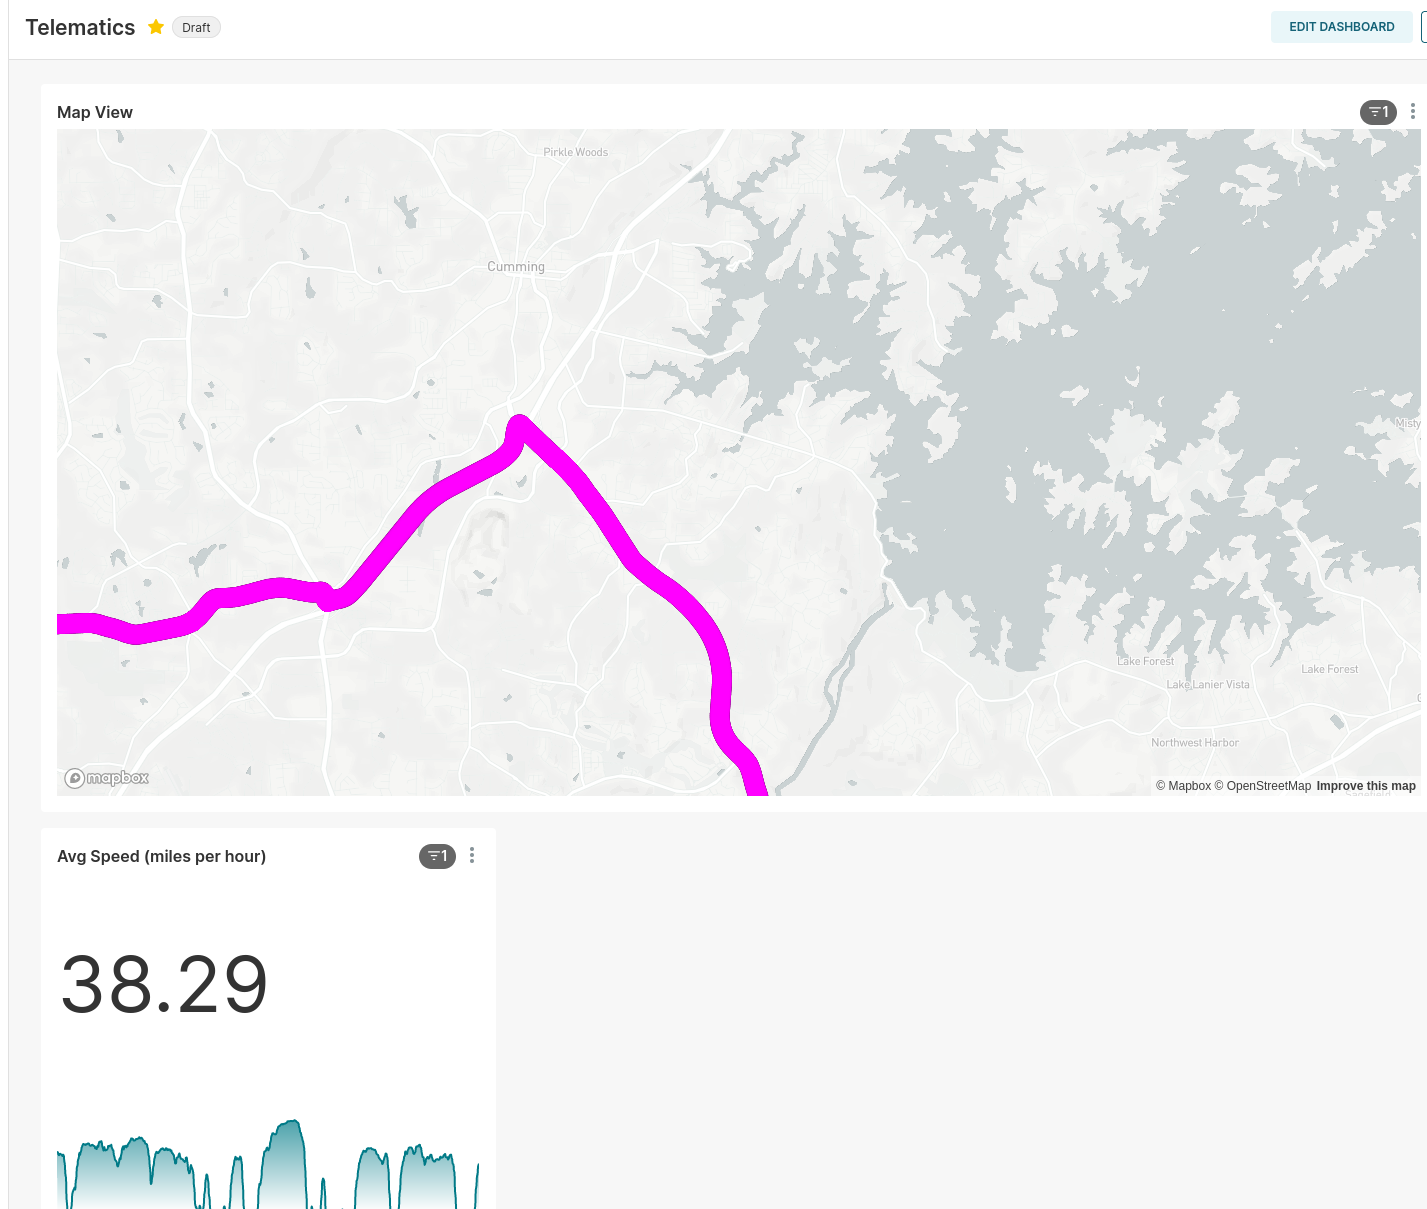 Telematics
Draft
EDIT DASHBOARD
Map View
1
Pirkle Woods
Cumming
Misty
Lake Forest
Lake Forest
Lake Lanier Vista
Northwest Harbor
mapbox
© Mapbox © OpenStreetMap Improve this map
Avg Speed (miles per hour)
1
38.29